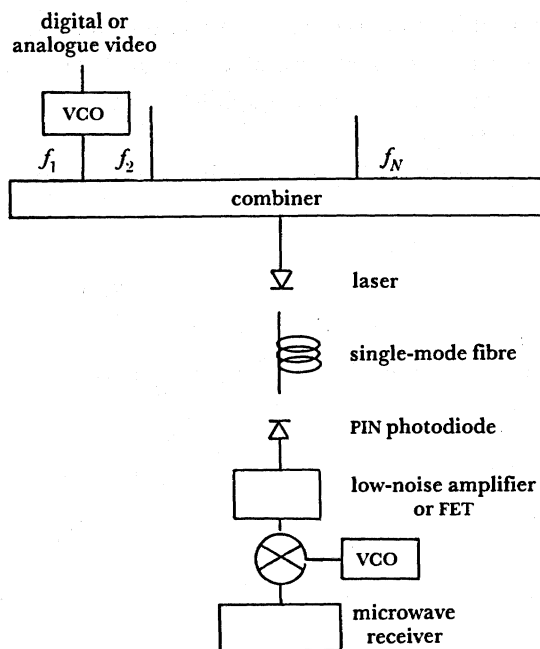 digital or
analogue video
VCO
f1 f2 fN
combiner
laser
single-mode fibre
PIN photodiode
low-noise amplifier
or FET
VCO
microwave
receiver